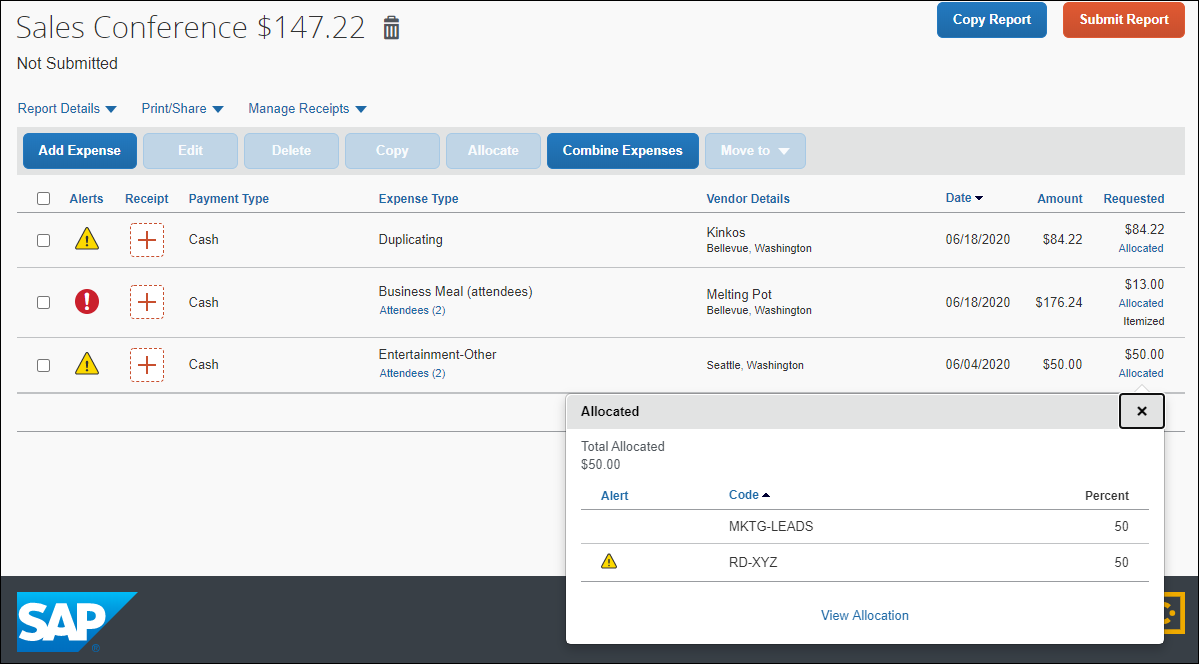 Sales Conference $147.22
Copy Report
Submit Report
Not Submitted
Report Details
Print/Share
Manage Receipts
Add Expense
Edit
Delete
Copy
Allocate
Combine Expenses
Move to
Alerts
Receipt
Payment Type
Expense Type
Vendor Details
Date
Amount
Requested
Cash
Duplicating
Kinkos
Bellevue, Washington
06/18/2020
$84.22
$84.22
Allocated
Cash
Business Meal (attendees)
Attendees (2)
Melting Pot
Bellevue, Washington
06/18/2020
$176.24
$13.00
Allocated
Itemized
Cash
Entertainment-Other
Attendees (2)
Seattle, Washington
06/04/2020
$50.00
$50.00
Allocated
Allocated
Total Allocated
$50.00
Alert
Code
Percent
MKTG-LEADS
50
RD-XYZ
50
View Allocation
SAP